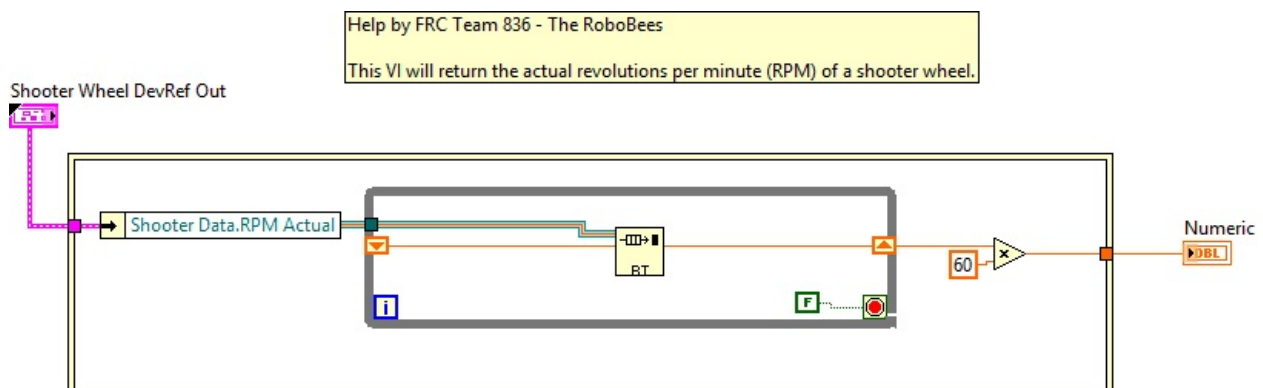 Help by FRC Team 836 - The RoboBees
This VI will return the actual revolutions per minute (RPM) of a shooter wheel.
Shooter Wheel DevRef Out
Shooter Data.RPM Actual
Numeric
DBL
60
x
RT
i
F